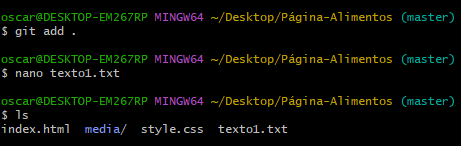 oscar@DESKTOP-EM267RP MINGW64 ~/Desktop/Página-Alimentos (master)
$ git add .
oscar@DESKTOP-EM267RP MINGW64 ~/Desktop/Página-Alimentos (master)
$ nano texto1.txt
oscar@DESKTOP-EM267RP MINGW64 ~/Desktop/Página-Alimentos (master)
$ ls
index.html  media/  style.css  texto1.txt